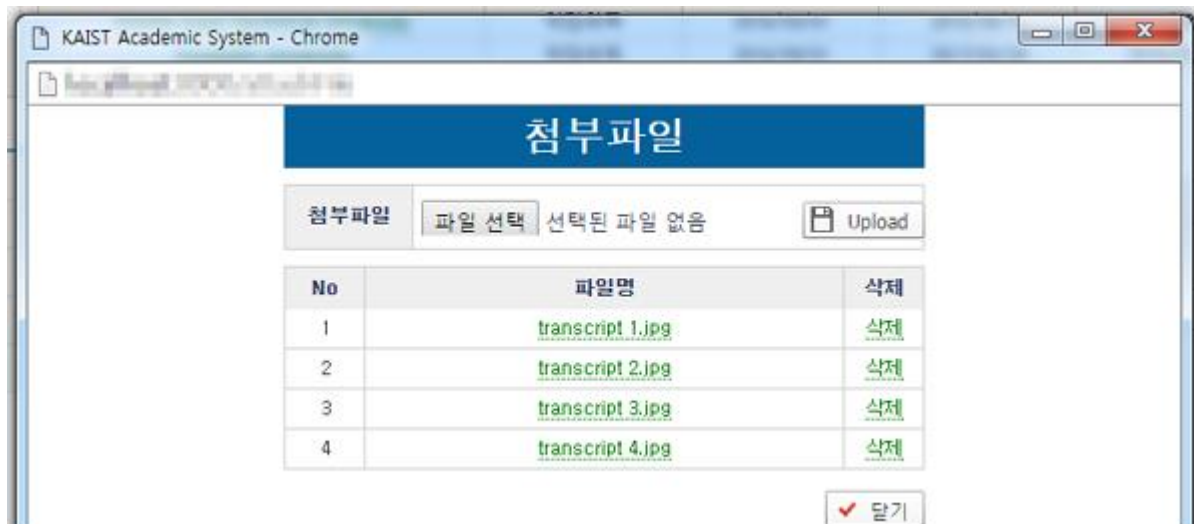 KAIST Academic System - Chrome
첨부파일
첨부파일 파일 선택 선택된 파일 없음 Upload
No 파일명 삭제
1 transcript 1.jpg 삭제
2 transcript 2.jpg 삭제
3 transcript 3.jpg 삭제
4 transcript 4.jpg 삭제
닫기